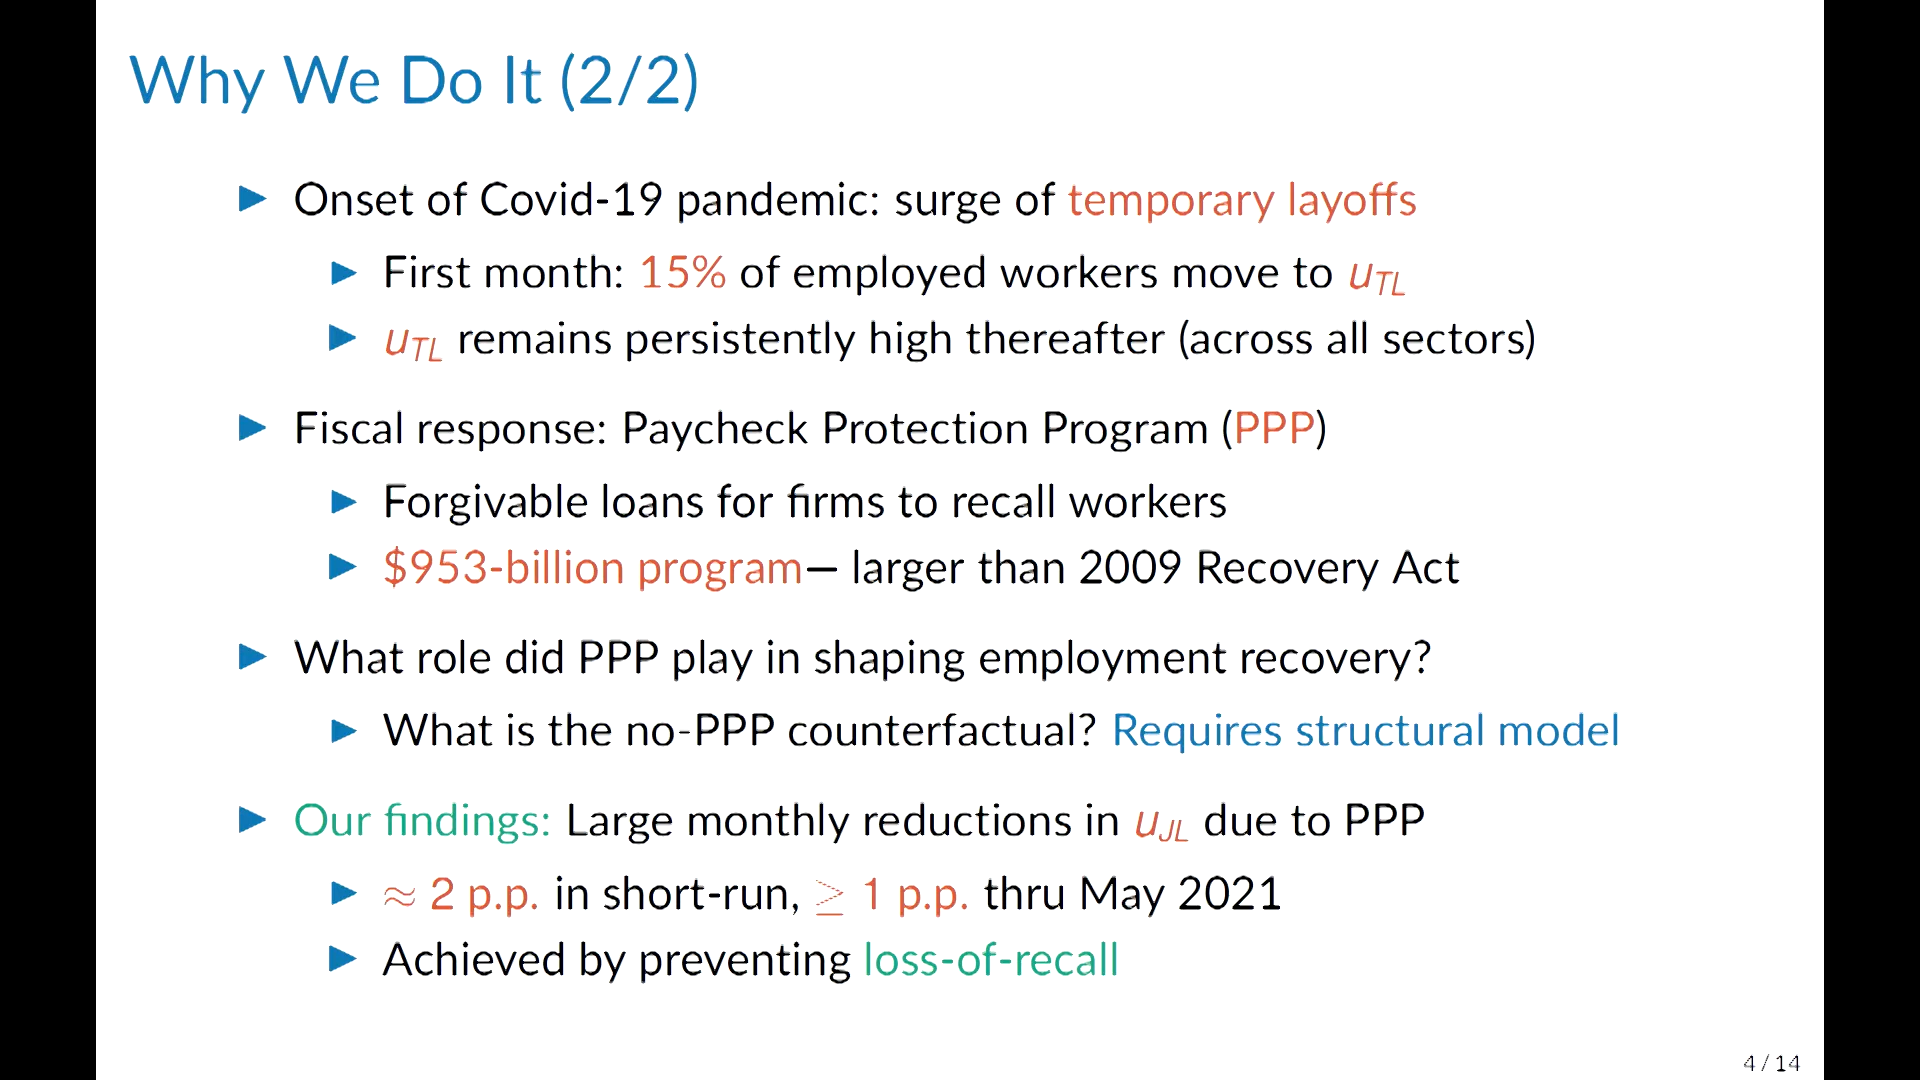 Why We Do It (2/2)
▶ Onset of Covid-19 pandemic: surge of temporary layoffs
▶ First month: 15% of employed workers move to u_TL
▶ u_TL remains persistently high thereafter (across all sectors)
▶ Fiscal response: Paycheck Protection Program (PPP)
▶ Forgivable loans for firms to recall workers
▶ $953-billion program— larger than 2009 Recovery Act
▶ What role did PPP play in shaping employment recovery?
▶ What is the no-PPP counterfactual? Requires structural model
▶ Our findings: Large monthly reductions in u_JL due to PPP
▶ ≈ 2 p.p. in short-run, ≥ 1 p.p. thru May 2021
▶ Achieved by preventing loss-of-recall
4 / 14